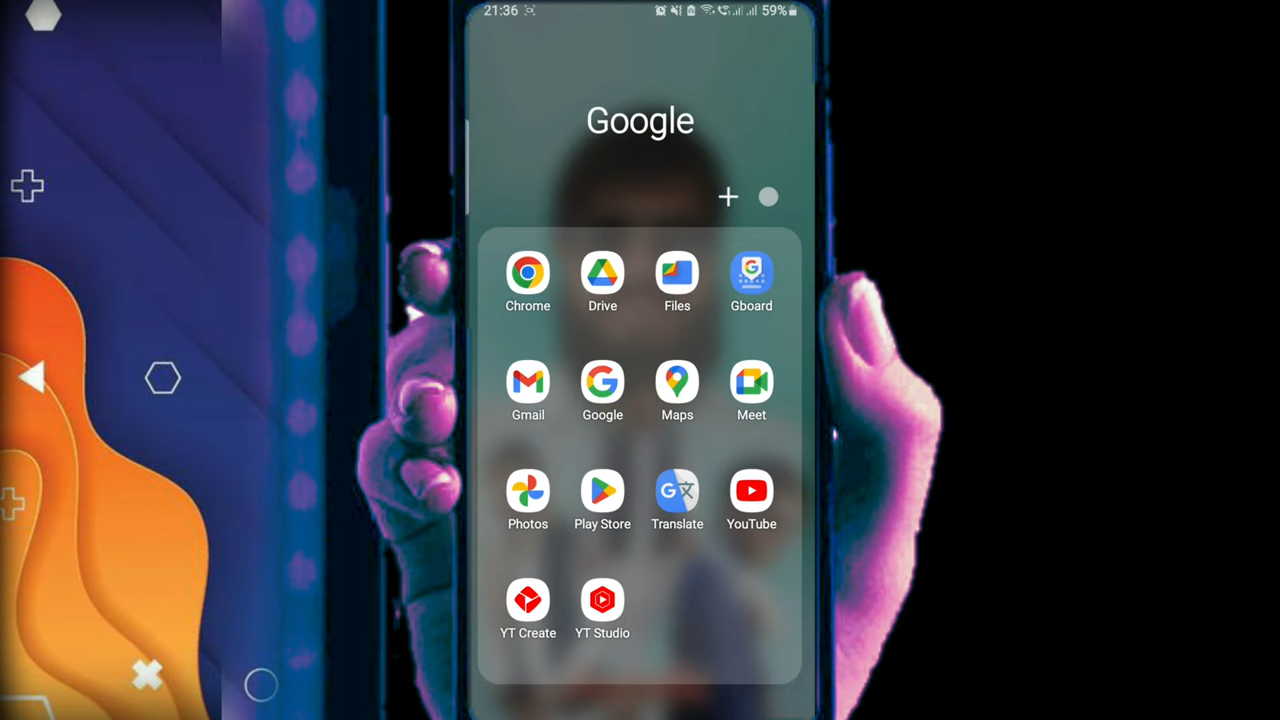 21:36 59%
Google
Chrome Drive Files Gboard
Gmail Google Maps Meet
Photos Play Store Translate YouTube
YT Create YT Studio